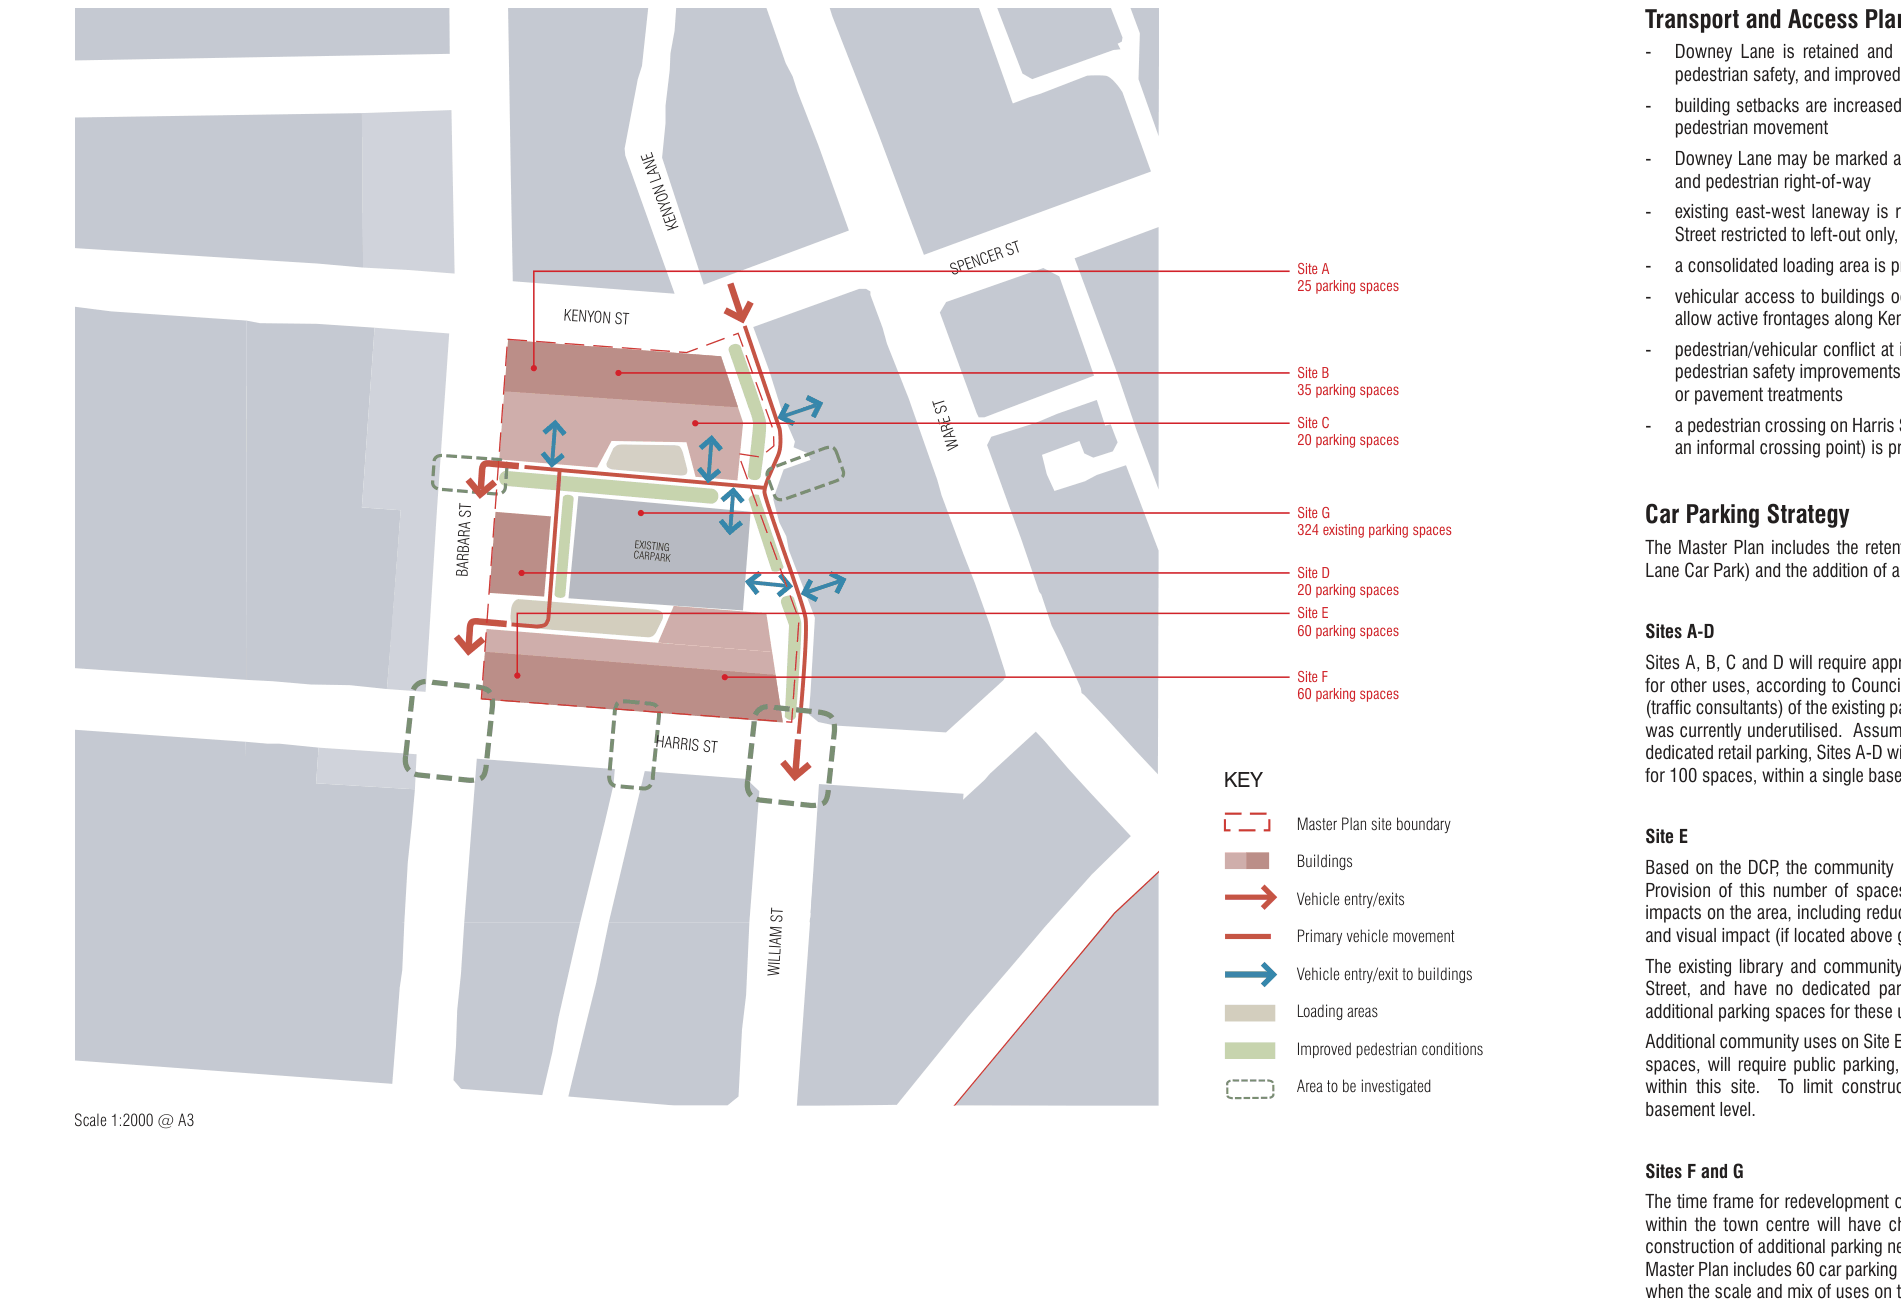 KENYON LANE
SPENCER ST
KENYON ST
WARE ST
BARBARA ST
EXISTING
CARPARK
HARRIS ST
WILLIAM ST
Site A
25 parking spaces
Site B
35 parking spaces
Site C
20 parking spaces
Site G
324 existing parking spaces
Site D
20 parking spaces
Site E
60 parking spaces
Site F
60 parking spaces
KEY
Master Plan site boundary
Buildings
Vehicle entry/exits
Primary vehicle movement
Vehicle entry/exit to buildings
Loading areas
Improved pedestrian conditions
Area to be investigated
Scale 1:2000 @ A3
Transport and Access
- Downey Lane is retained and
pedestrian safety, and improved
- building setbacks are increased
pedestrian movement
- Downey Lane may be marked
and pedestrian right-of-way
- existing east-west laneway is
Street restricted to left-out only,
- a consolidated loading area is
- vehicular access to buildings
allow active frontages along
- pedestrian/vehicular conflict at
pedestrian safety improvements
or pavement treatments
- a pedestrian crossing on Harris
an informal crossing point) is
Car Parking Strategy
The Master Plan includes the
Lane Car Park) and the addition of a
Sites A-D
Sites A, B, C and D will require
for other uses, according to
(traffic consultants) of the existing
was currently underutilised. 
dedicated retail parking, Sites A-D
for 100 spaces, within a single
Site E
Based on the DCP, the community
Provision of this number of spaces
impacts on the area, including
and visual impact (if located above
The existing library and community
Street, and have no dedicated
additional parking spaces for these
Additional community uses on Site E
spaces, will require public parking,
within this site. To limit
basement level.
Sites F and G
The time frame for redevelopment
within the town centre will have
construction of additional parking
Master Plan includes 60 car parking
when the scale and mix of uses on